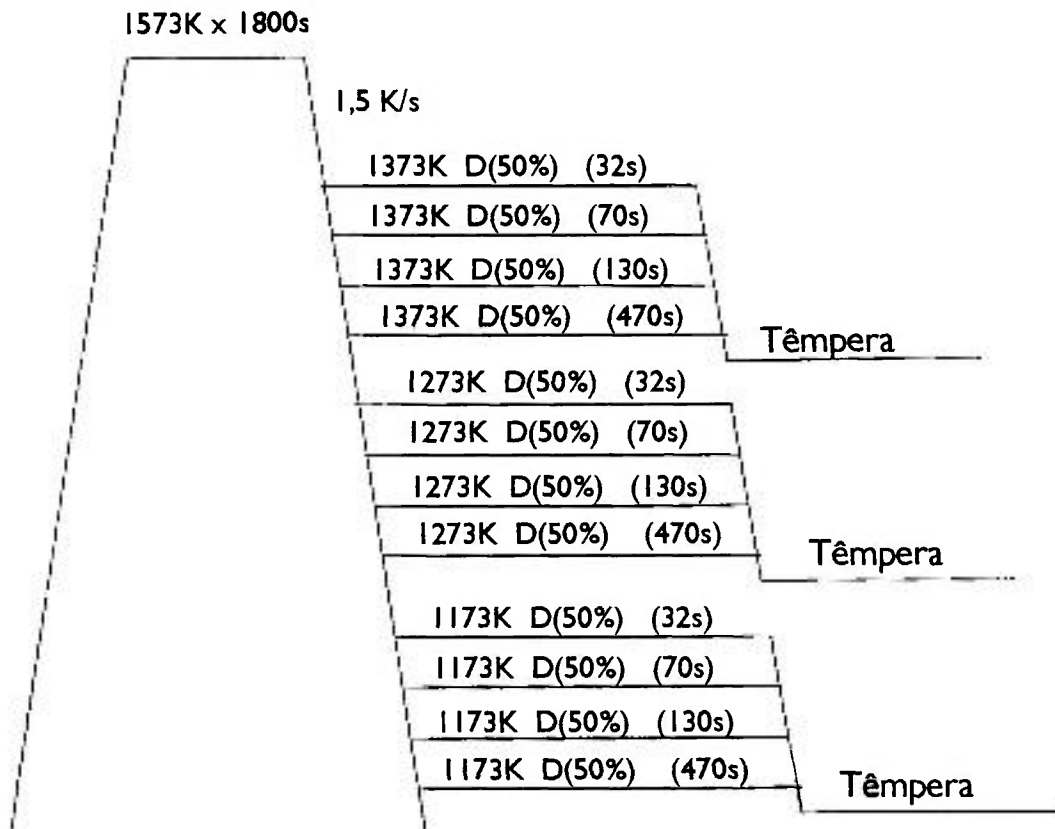 1573K x 1800s
1,5 K/s
1373K D(50%) (32s)
1373K D(50%) (70s)
1373K D(50%) (130s)
1373K D(50%) (470s)
Têmpera
1273K D(50%) (32s)
1273K D(50%) (70s)
1273K D(50%) (130s)
1273K D(50%) (470s)
Têmpera
1173K D(50%) (32s)
1173K D(50%) (70s)
1173K D(50%) (130s)
1173K D(50%) (470s)
Têmpera